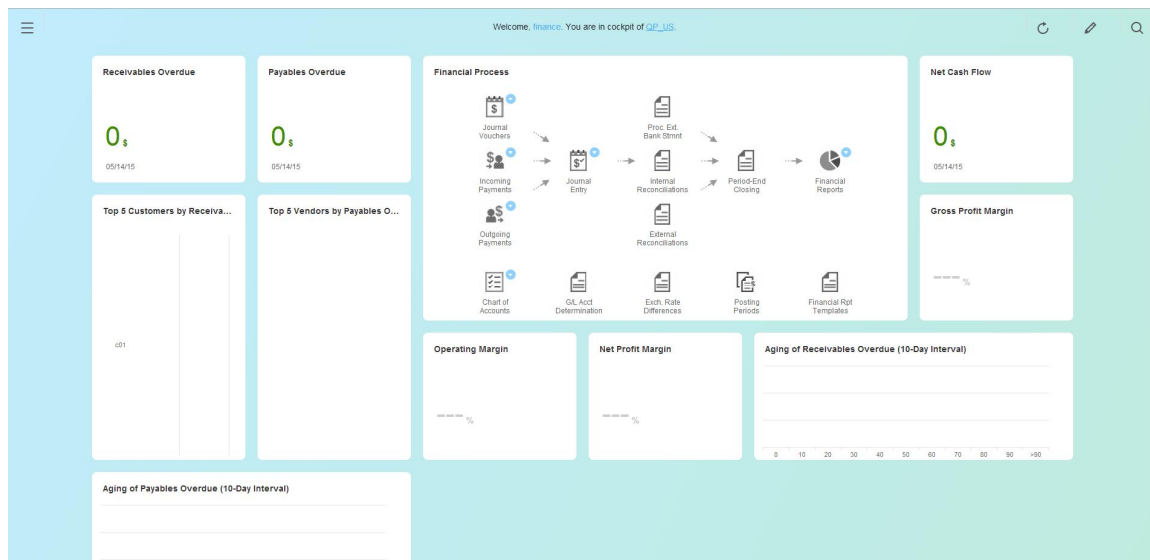 Welcome, finance. You are in cockpit of QP_US.
Receivables Overdue
0$
05/14/15
Payables Overdue
0$
05/14/15
Financial Process
Journal
Vouchers
Proc. Ext.
Bank Stmnt
Incoming
Payments
Journal
Entry
Internal
Reconciliations
Period-End
Closing
Financial
Reports
Outgoing
Payments
External
Reconciliations
Chart of
Accounts
G/L Acct
Determination
Exch. Rate
Differences
Posting
Periods
Financial Rpt
Templates
Net Cash Flow
0$
05/14/15
Top 5 Customers by Receiva...
c01
Top 5 Vendors by Payables O...
Gross Profit Margin
---%
Operating Margin
---%
Net Profit Margin
---%
Aging of Receivables Overdue (10-Day Interval)
0 10 20 30 40 50 60 70 80 90 >90
Aging of Payables Overdue (10-Day Interval)